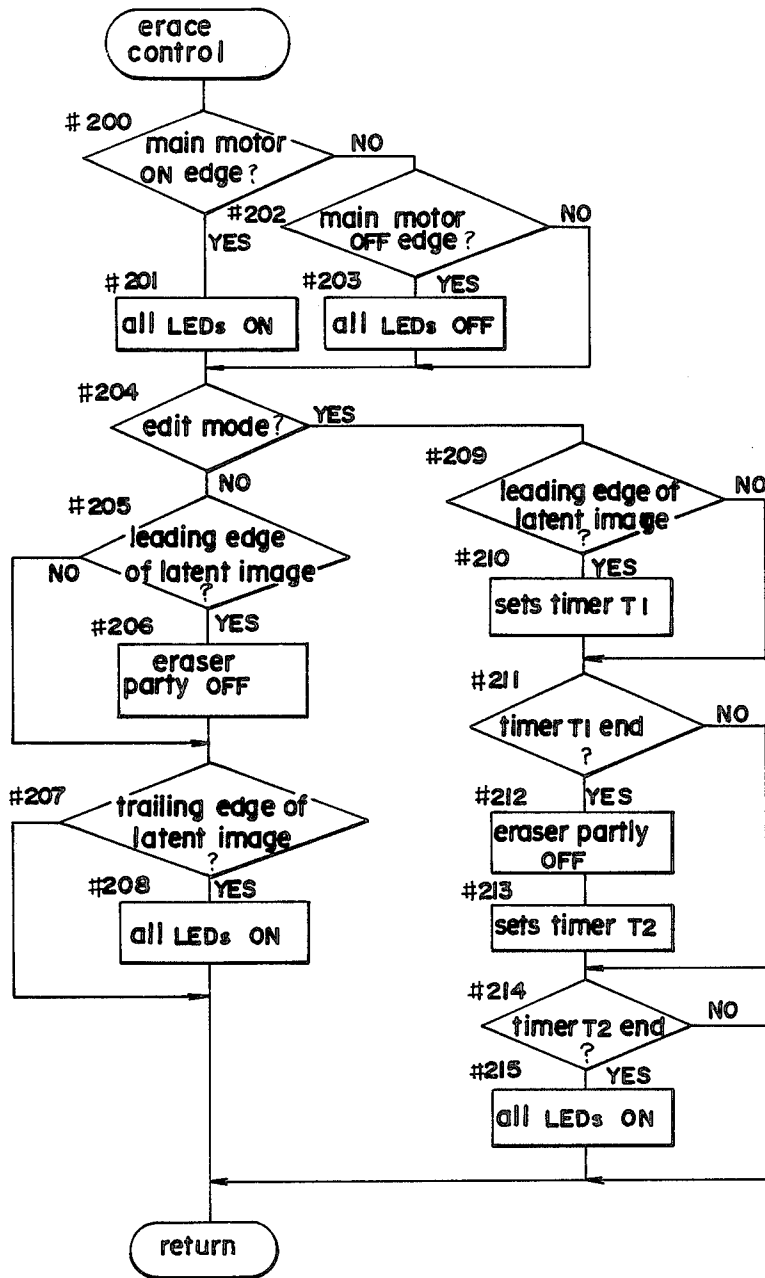 erace
control
#200
main motor
ON edge?
NO
YES
#202
main motor
OFF edge?
NO
YES
#201
all LEDs ON
#203
all LEDs OFF
#204
edit mode?
YES
NO
#205
leading edge
of latent image
?
NO
YES
#206
eraser
party OFF
#207
trailing edge of
latent image
?
YES
#208
all LEDs ON
#209
leading edge of
latent image
?
NO
YES
#210
sets timer T1
#211
timer T1 end
?
NO
YES
#212
eraser partly
OFF
#213
sets timer T2
#214
timer T2 end
?
NO
YES
#215
all LEDs ON
return